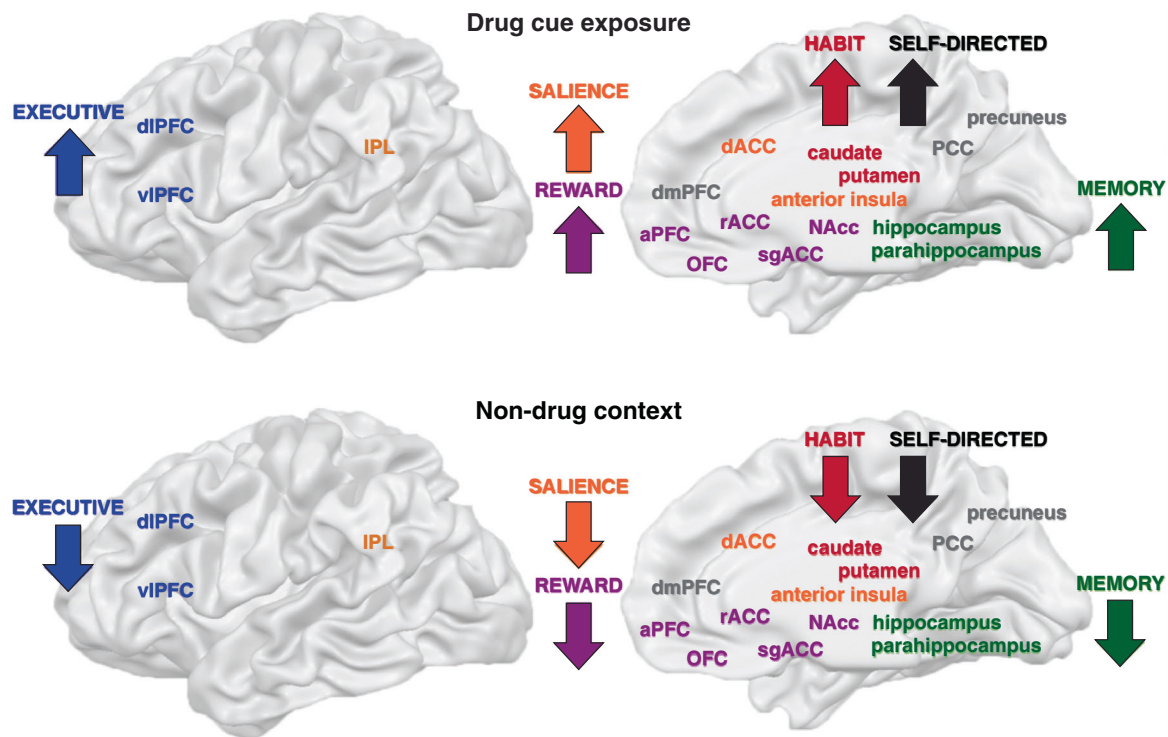 Drug cue exposure
HABIT
SELF-DIRECTED
EXECUTIVE
SALIENCE
dlPFC
IPL
dACC
caudate
putamen
PCC
precuneus
vlPFC
REWARD
dmPFC
anterior insula
MEMORY
aPFC
rACC
NAcc
hippocampus
parahippocampus
OFC
sgACC
Non-drug context
HABIT
SELF-DIRECTED
EXECUTIVE
SALIENCE
dlPFC
IPL
dACC
caudate
putamen
PCC
precuneus
vlPFC
REWARD
dmPFC
anterior insula
MEMORY
aPFC
rACC
NAcc
hippocampus
parahippocampus
OFC
sgACC